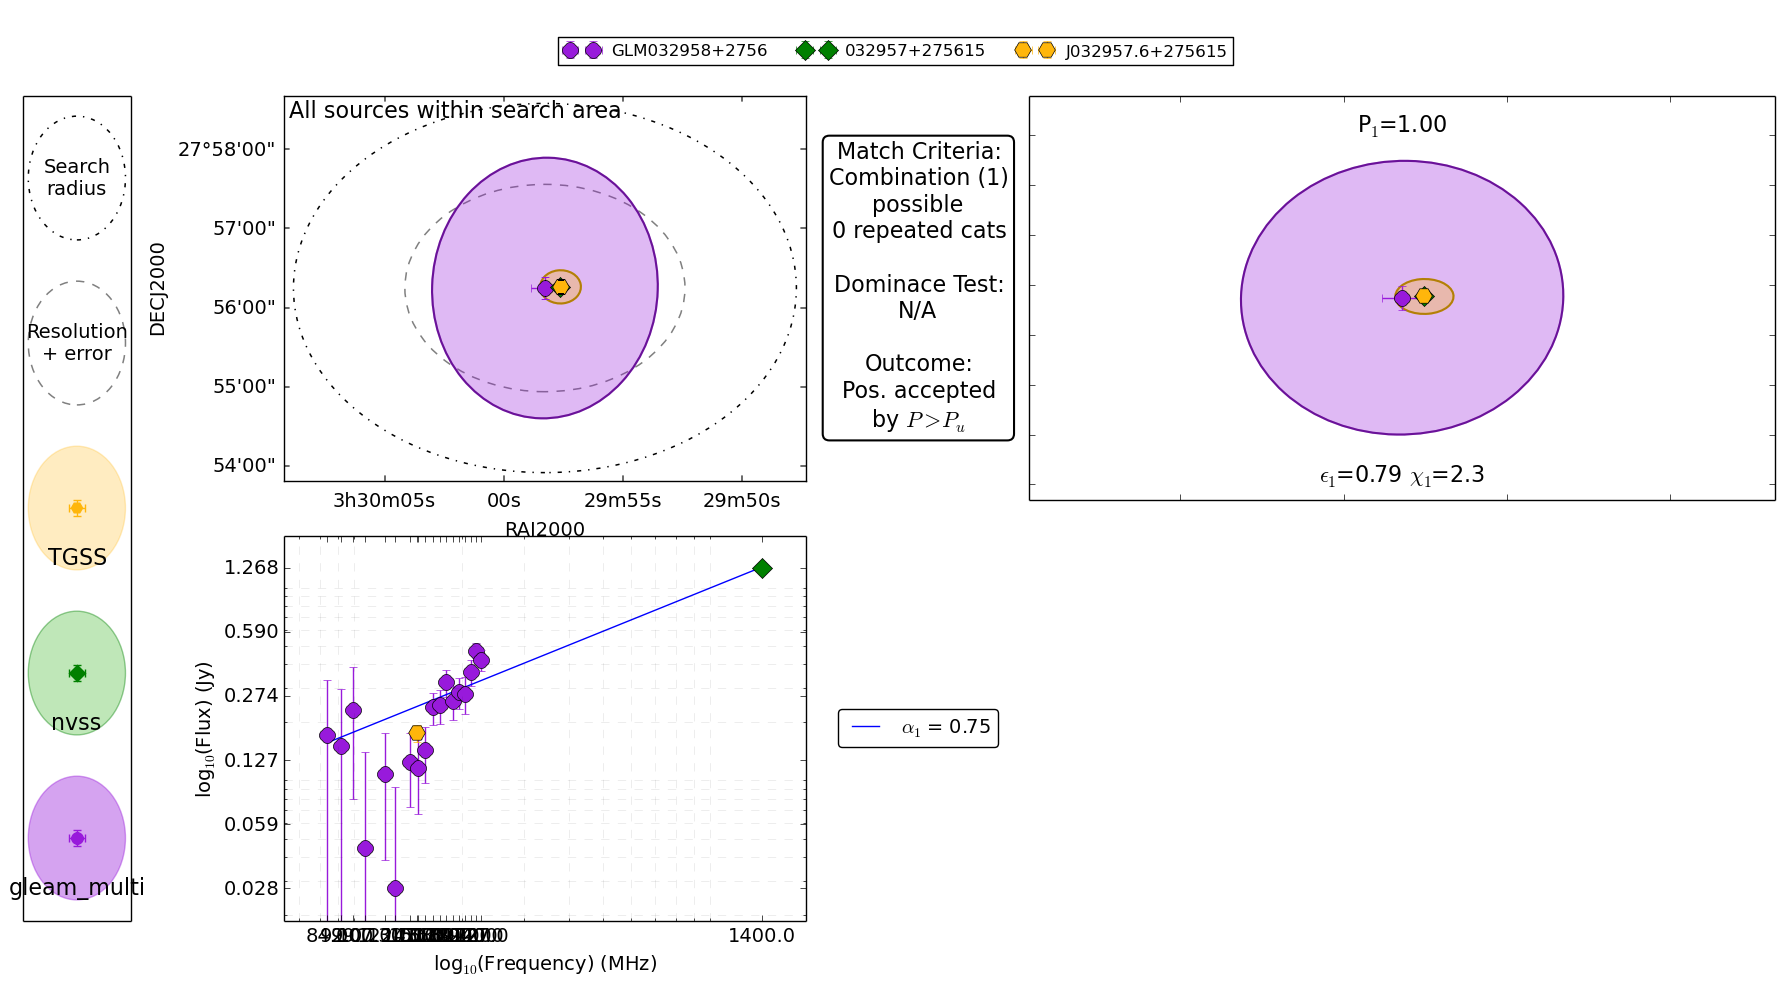 GLM032958+2756 032957+275615 J032957.6+275615
Search
radius
Resolution
+ error
TGSS
nvss
gleam_multi
All sources within search area
DECJ2000
27°58'00"
57'00"
56'00"
55'00"
54'00"
3h30m05s 00s 29m55s 29m50s
RAJ2000
Match Criteria:
Combination (1)
possible
0 repeated cats
Dominace Test:
N/A
Outcome:
Pos. accepted
by P>Pu
P1=1.00
ϵ1=0.79 χ1=2.3
log10(Flux) (Jy)
1.268
0.590
0.274
0.127
0.059
0.028
1400.0
log10(Frequency) (MHz)
α1 = 0.75